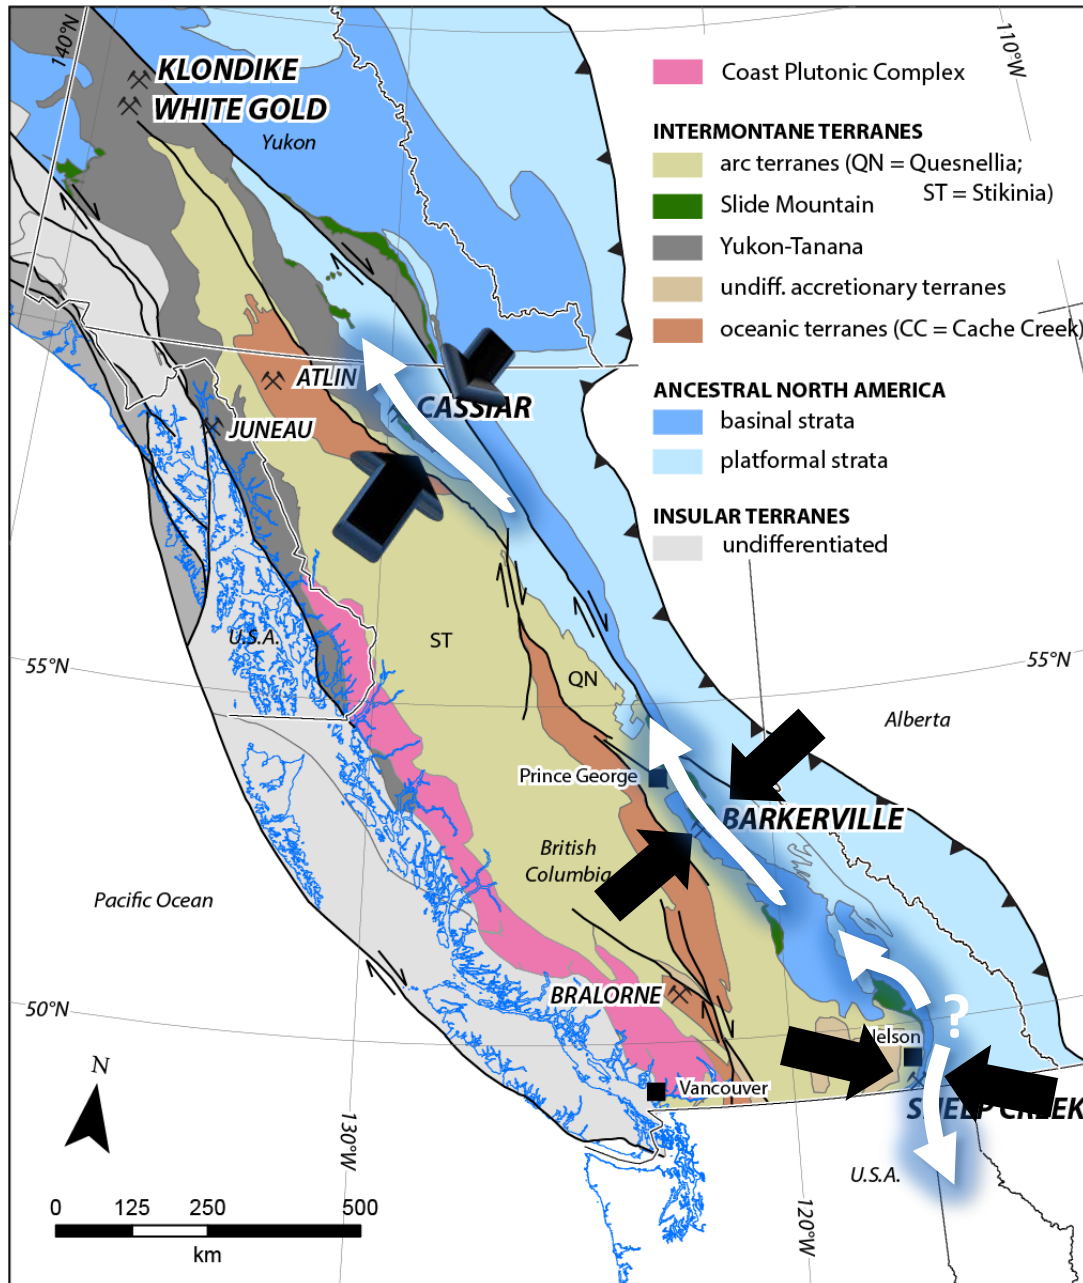 140°W
110°W
KLONDIKE
WHITE GOLD
Yukon
Coast Plutonic Complex
INTERMONTANE TERRANES
arc terranes (QN = Quesnellia;
ST = Stikinia)
Slide Mountain
Yukon-Tanana
undiff. accretionary terranes
oceanic terranes (CC = Cache Creek)
ANCESTRAL NORTH AMERICA
basinal strata
platformal strata
INSULAR TERRANES
undifferentiated
ATLIN
CASSIAR
JUNEAU
U.S.A.
ST
QN
55°N
55°N
Alberta
Prince George
BARKERVILLE
British
Columbia
Pacific Ocean
BRALORNE
50°N
?
Nelson
Vancouver
SHEEP CREEK
N
130°W
U.S.A.
120°W
0 125 250 500
km